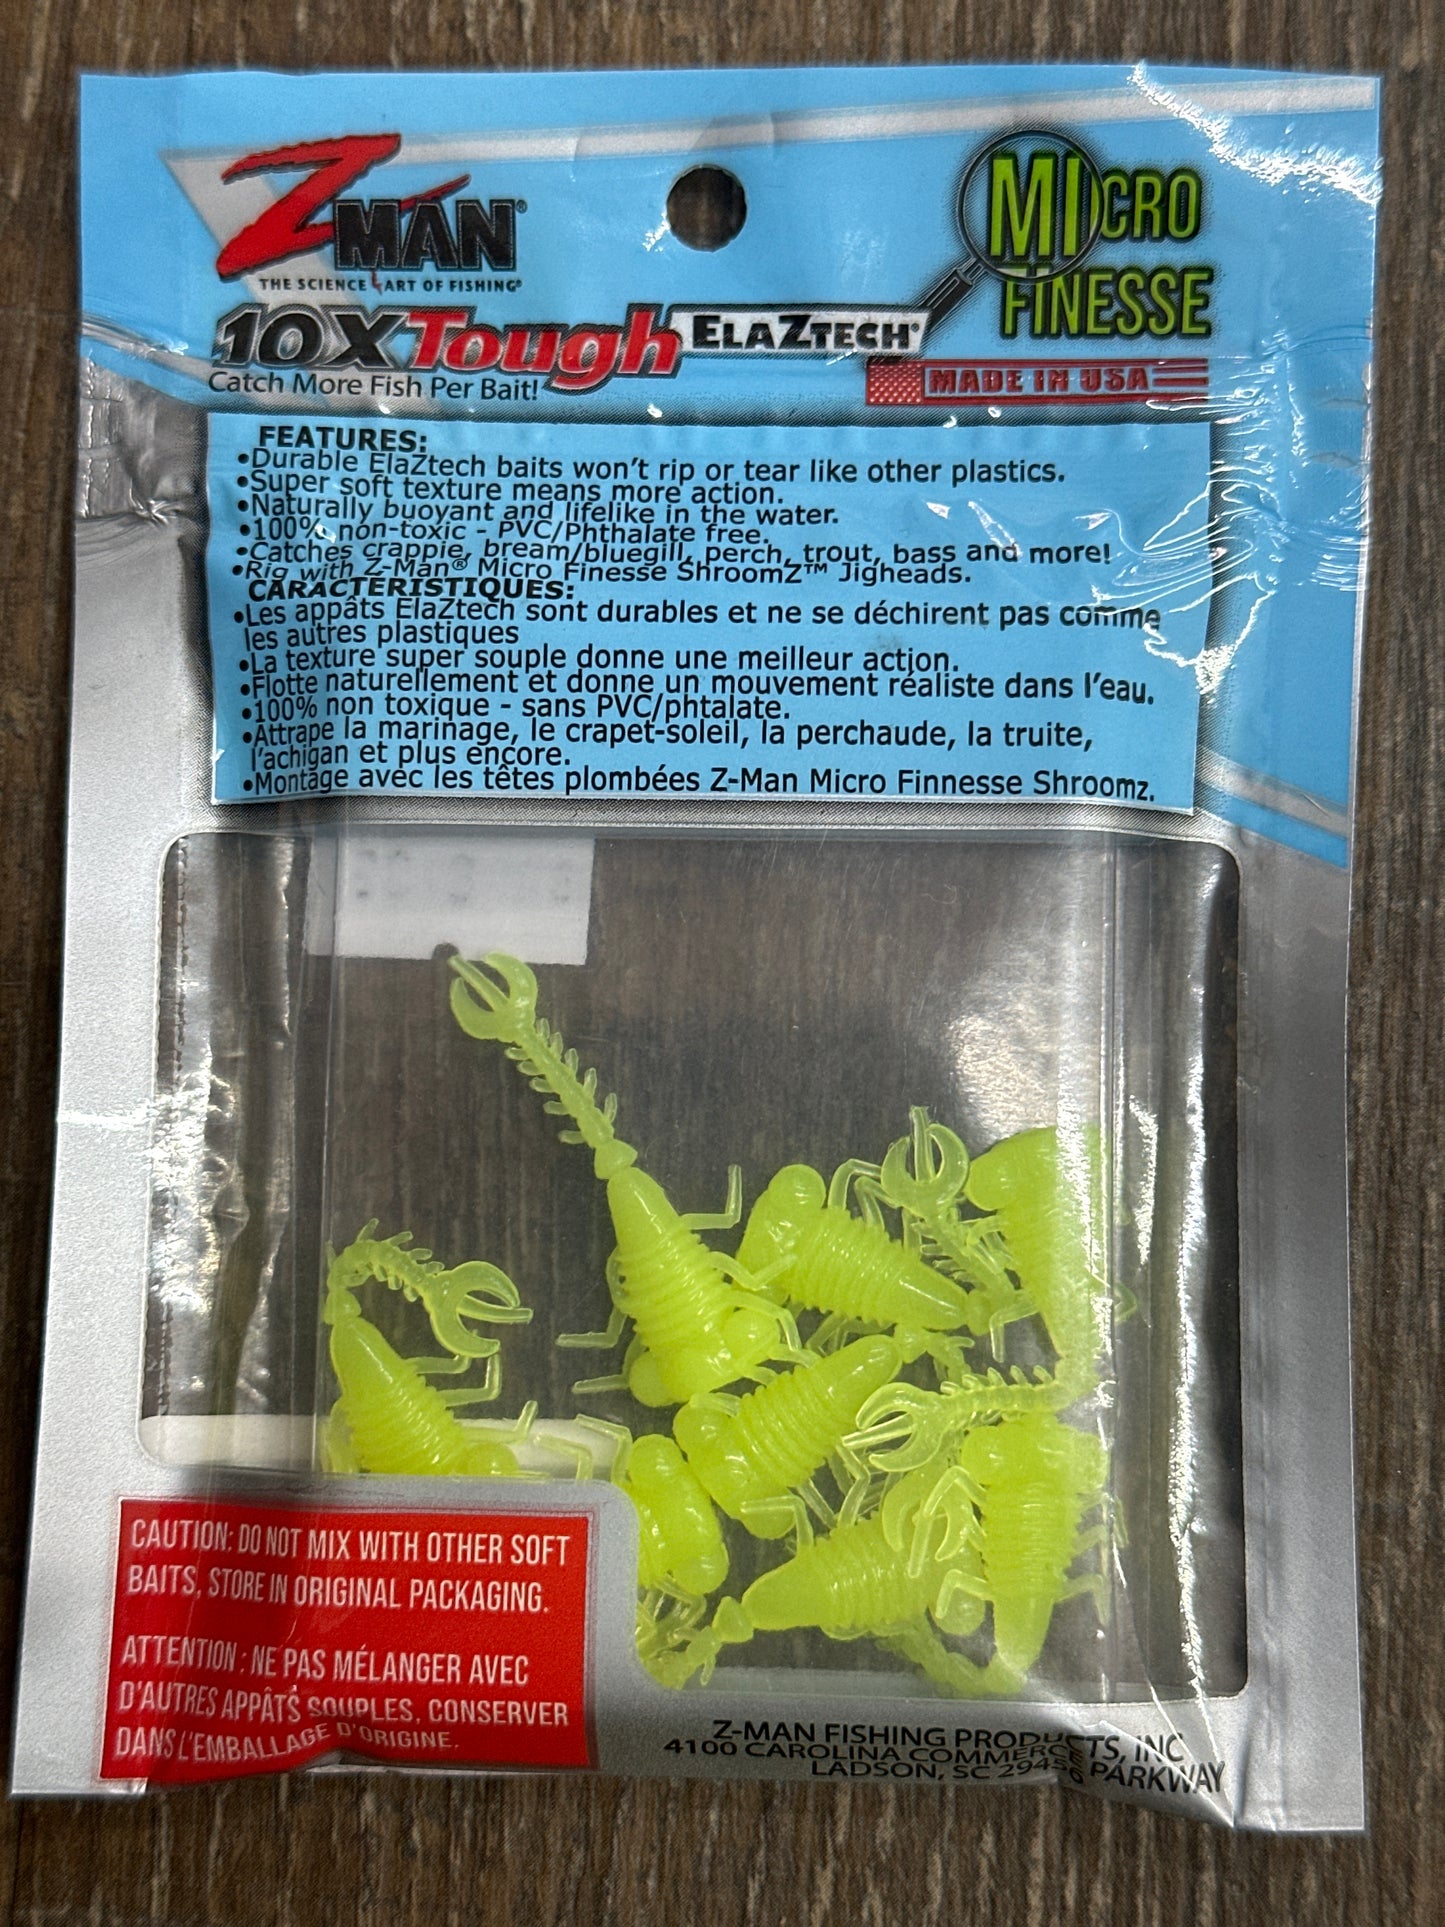 Z-MAN®
THE SCIENCE & ART OF FISHING®
MICRO
FINESSE
10X Tough ELAZTECH®
Catch More Fish Per Bait!
MADE IN USA
FEATURES:
•Durable ElaZtech baits won't rip or tear like other plastics.
•Super soft texture means more action.
•Naturally buoyant and lifelike in the water.
•100% non-toxic - PVC/Phthalate free.
•Catches crappie, bream/bluegill, perch, trout, bass and more!
•Rig with Z-Man® Micro Finesse ShroomZ™ Jigheads.
CARACTÉRISTIQUES:
•Les appâts ElaZtech sont durables et ne se déchirent pas comme
les autres plastiques
•La texture super souple donne une meilleur action.
•Flotte naturellement et donne un mouvement réaliste dans l'eau.
•100% non toxique - sans PVC/phtalate.
•Attrape la marinage, le crapet-soleil, la perchaude, la truite,
l'achigan et plus encore.
•Montage avec les têtes plombées Z-Man Micro Finnesse Shroomz.
CAUTION: DO NOT MIX WITH OTHER SOFT
BAITS, STORE IN ORIGINAL PACKAGING.
ATTENTION : NE PAS MÉLANGER AVEC
D'AUTRES APPÂTS SOUPLES, CONSERVER
DANS L'EMBALLAGE D'ORIGINE.
Z-MAN FISHING PRODUCTS, INC
4100 CAROLINA COMMERCE PARKWAY
LADSON, SC 29456